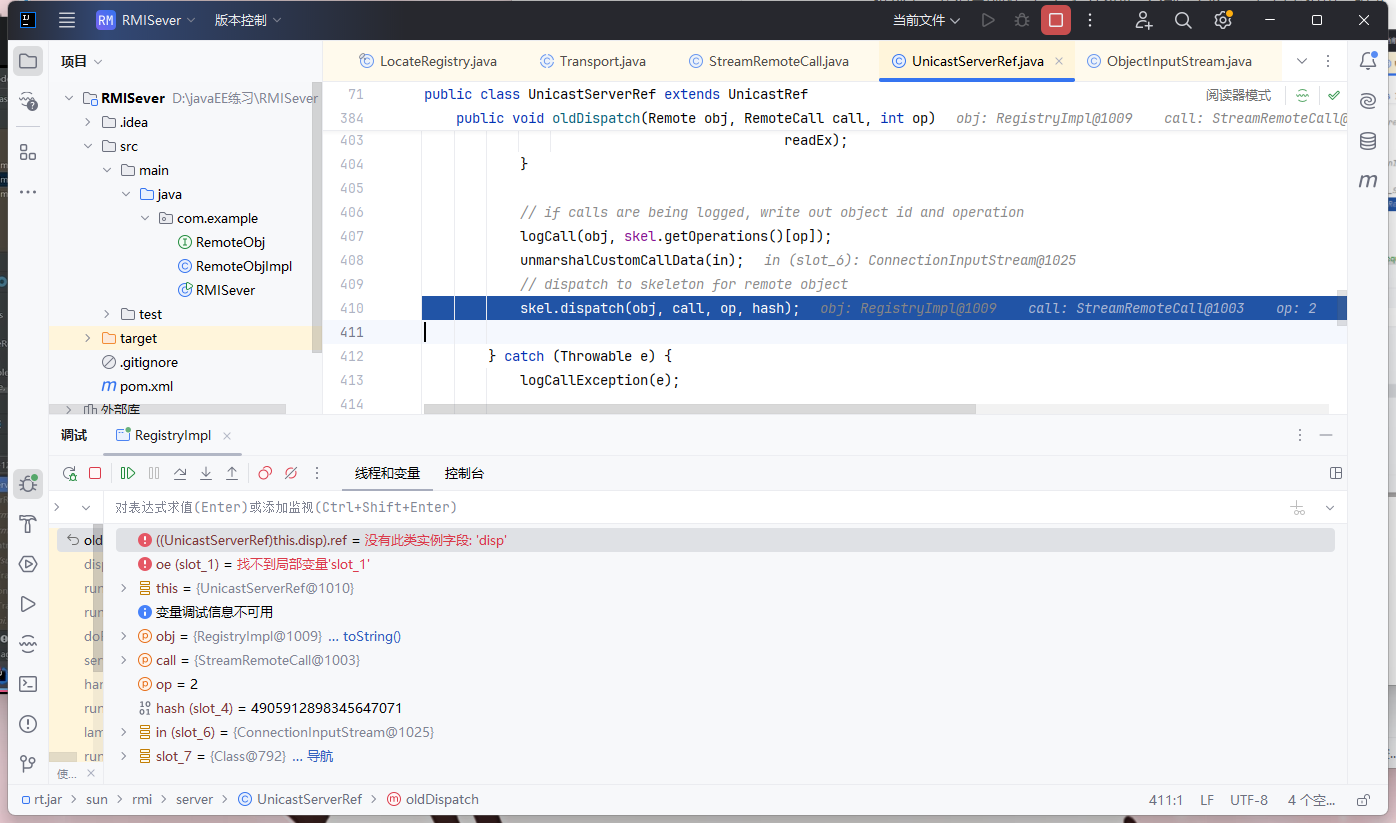 RM RMISever 版本控制 当前文件
项目
LocateRegistry.java Transport.java StreamRemoteCall.java UnicastServerRef.java ObjectInputStream.java
RMISever D:\javaEE练习\RMISever
.idea
src
main
java
com.example
RemoteObj
RemoteObjImpl
RMISever
test
target
.gitignore
pom.xml
外部库
阅读器模式
71 public class UnicastServerRef extends UnicastRef
384 public void oldDispatch(Remote obj, RemoteCall call, int op) obj: RegistryImpl@1009 call: StreamRemoteCall@
403 readEx);
404 }
405
406 // if calls are being logged, write out object id and operation
407 logCall(obj, skel.getOperations()[op]);
408 unmarshalCustomCallData(in); in (slot_6): ConnectionInputStream@1025
409 // dispatch to skeleton for remote object
410 skel.dispatch(obj, call, op, hash); obj: RegistryImpl@1009 call: StreamRemoteCall@1003 op: 2
411
412 } catch (Throwable e) {
413 logCallException(e);
414
调试 RegistryImpl
线程和变量 控制台
对表达式求值(Enter)或添加监视(Ctrl+Shift+Enter)
old
disp
run
run
dol
ser
har
run
lam
run
使...
((UnicastServerRef)this.disp).ref = 没有此类实例字段: 'disp'
oe (slot_1) = 找不到局部变量'slot_1'
this = {UnicastServerRef@1010}
变量调试信息不可用
obj = {RegistryImpl@1009} ... toString()
call = {StreamRemoteCall@1003}
op = 2
hash (slot_4) = 4905912898345647071
in (slot_6) = {ConnectionInputStream@1025}
slot_7 = {Class@792} ... 导航
rt.jar sun rmi server UnicastServerRef oldDispatch
411:1 LF UTF-8 4 个空...